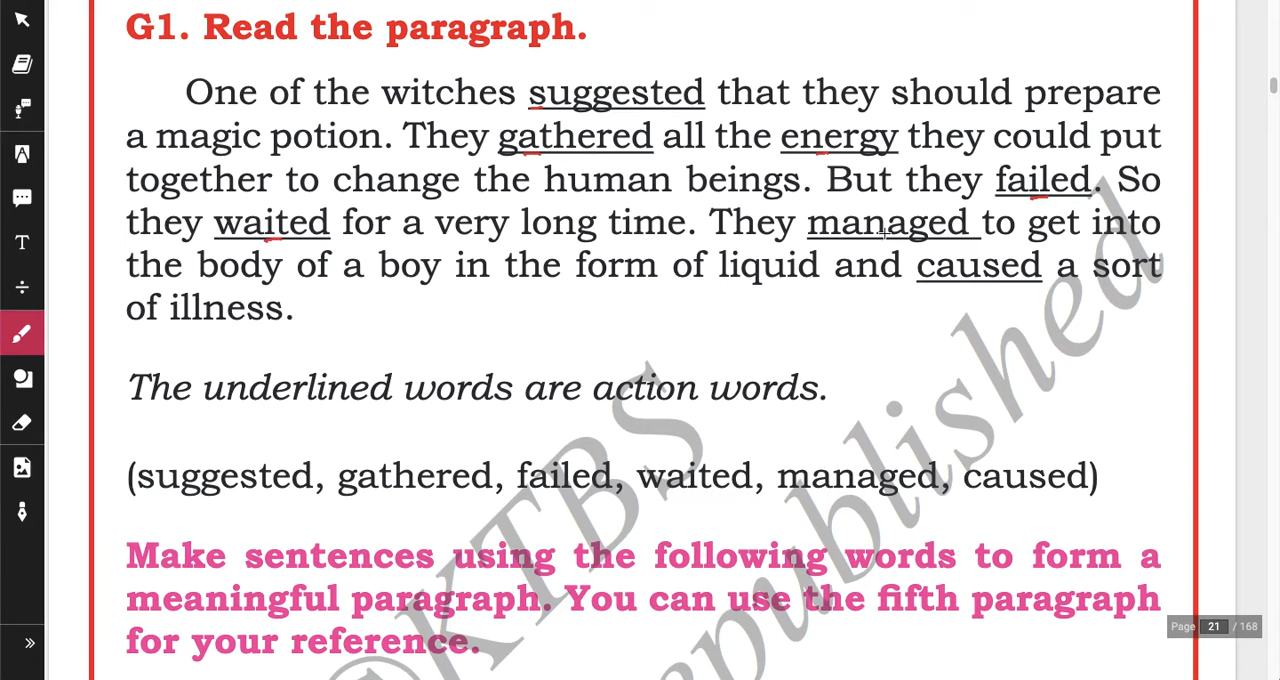 G1. Read the paragraph.
One of the witches suggested that they should prepare
a magic potion. They gathered all the energy they could put
together to change the human beings. But they failed. So
they waited for a very long time. They managed to get into
the body of a boy in the form of liquid and caused a sort
of illness.
The underlined words are action words.
(suggested, gathered, failed, waited, managed, caused)
Make sentences using the following words to form a
meaningful paragraph. You can use the fifth paragraph
for your reference.
Page 21 / 168
©KTBS
republished